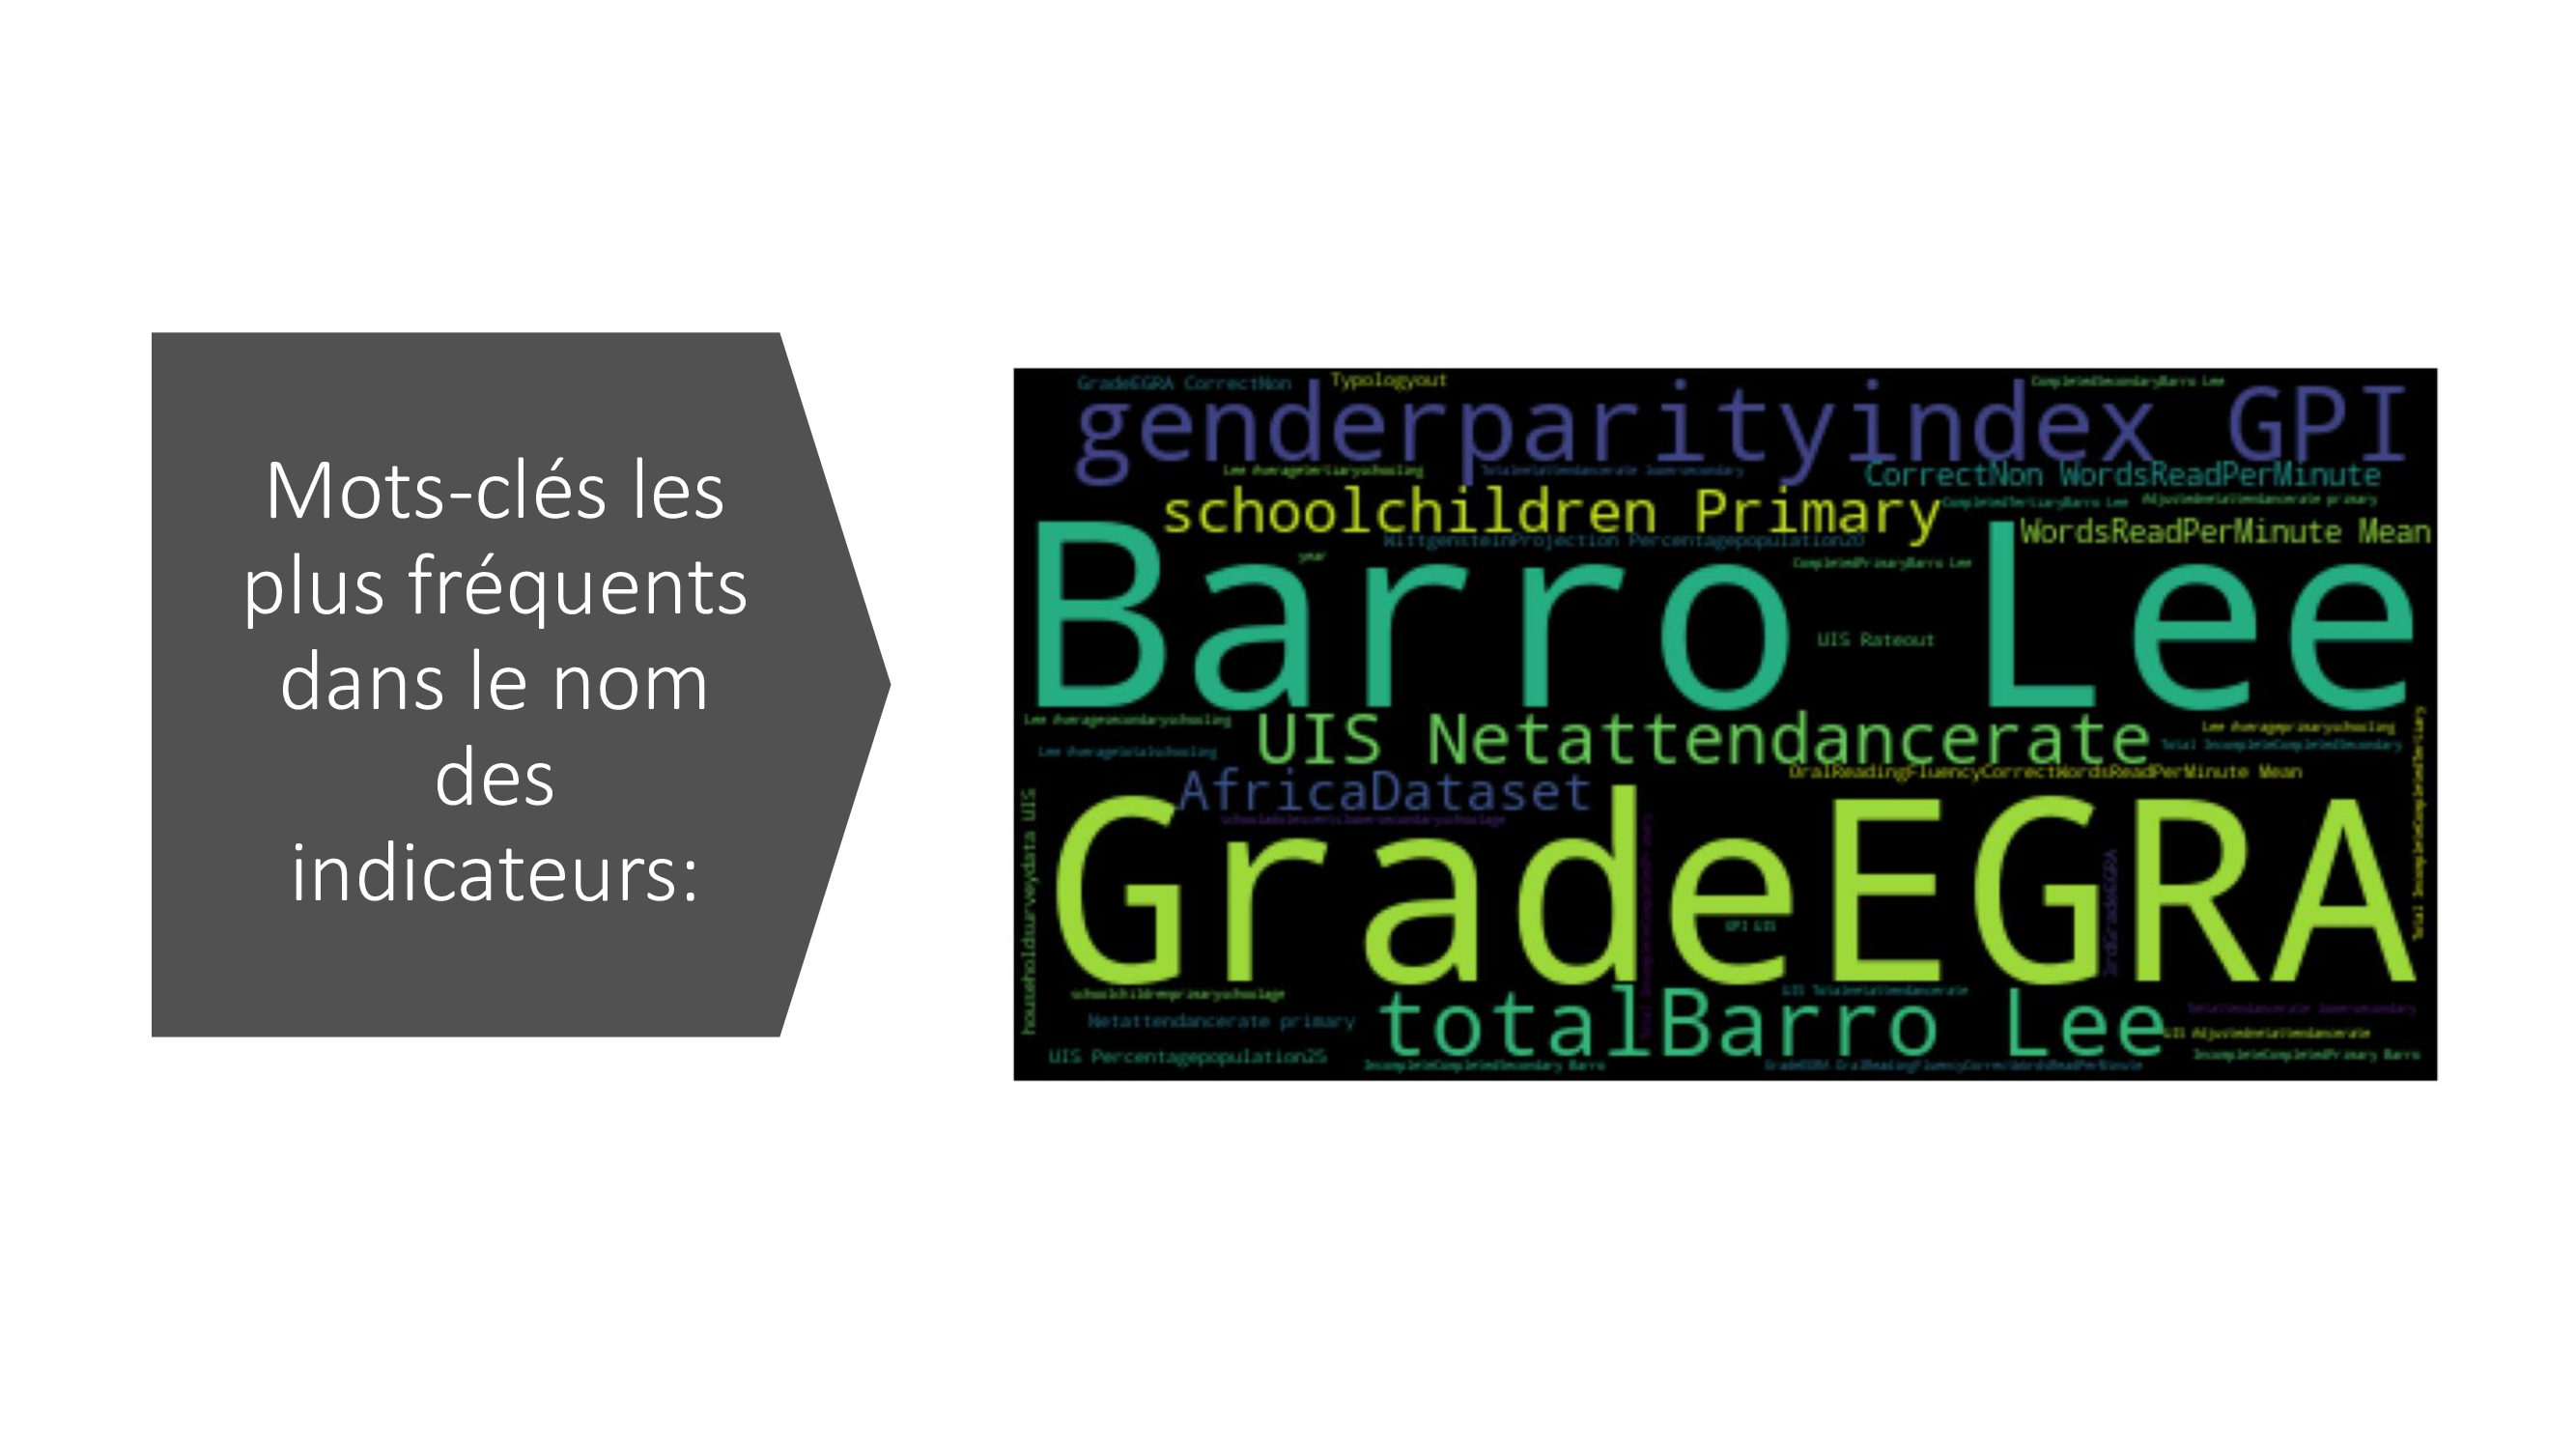 Mots-clés les
plus fréquents
dans le nom
des
indicateurs:
GradeEGRA CorrectNon
Typologyout
CompletedSecondaryBarro Lee
genderparityindex GPI
Lee Averagetertiaryschooling
Totalnetattendancerate lowersecondary
CorrectNon WordsReadPerMinute
schoolchildren Primary
CompletedTertiaryBarro Lee
Adjustednetattendancerate primary
WordsReadPerMinute Mean
WittgensteinProjection Percentagepopulation20
year
CompletedPrimaryBarro Lee
Barro Lee
UIS Rateout
Lee Averagesecondaryschooling
UIS Netattendancerate
Lee Averageprimaryschooling
Lee Averagetotalschooling
Total IncompleteCompletedSecondary
AfricaDataset
OralReadingFluencyCorrectWordsReadPerMinute Mean
schooladolescentslowersecondaryschoolage
householdsurveydata UIS
GradeEGRA
GPI UIS
3rdGradeEGRA
Total IncompleteCompletedTertiary
Total IncompleteCompletedPrimary
schoolchildrenprimaryschoolage
UIS Totalnetattendancerate
Netattendancerate primary
totalBarro Lee
Netattendancerate lowersecondary
UIS Adjustednetattendancerate
UIS Percentagepopulation25
IncompleteCompletedSecondary Barro
GradeEGRA OralReadingFluencyCorrectWordsReadPerMinute
IncompleteCompletedPrimary Barro